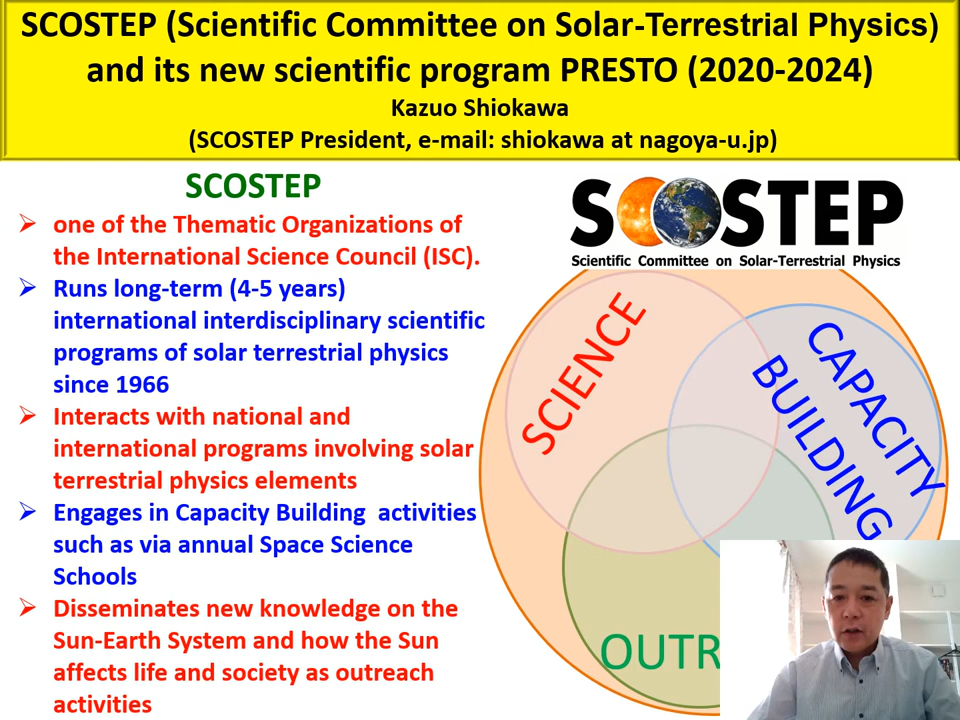 SCOSTEP (Scientific Committee on Solar-Terrestrial Physics)
and its new scientific program PRESTO (2020-2024)
Kazuo Shiokawa
(SCOSTEP President, e-mail: shiokawa at nagoya-u.jp)
SCOSTEP
➢ one of the Thematic Organizations of
the International Science Council (ISC).
➢ Runs long-term (4-5 years)
international interdisciplinary scientific
programs of solar terrestrial physics
since 1966
➢ Interacts with national and
international programs involving solar
terrestrial physics elements
➢ Engages in Capacity Building activities
such as via annual Space Science
Schools
➢ Disseminates new knowledge on the
Sun-Earth System and how the Sun
affects life and society as outreach
activities
SCOSTEP
Scientific Committee on Solar-Terrestrial Physics
SCIENCE
CAPACITY
BUILDING
OUTR